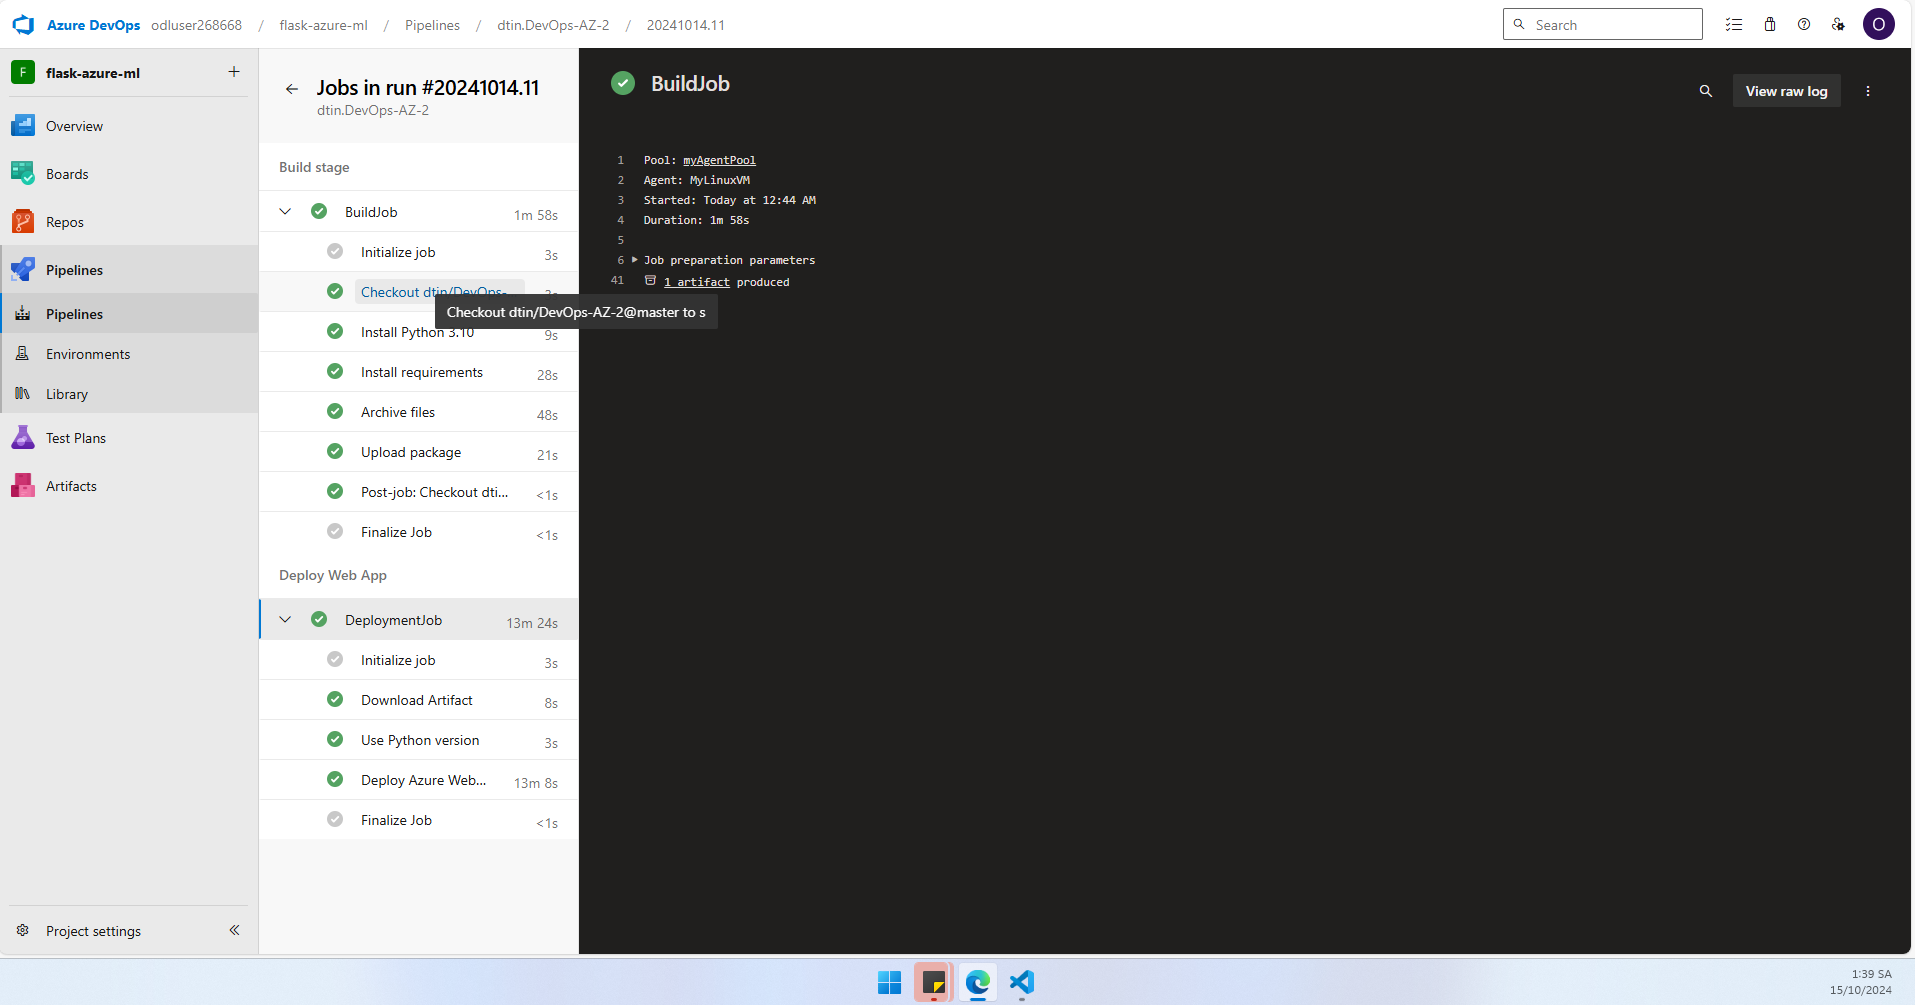 Azure DevOps odluser268668 / flask-azure-ml / Pipelines / dtin.DevOps-AZ-2 / 20241014.11
Search
O
F flask-azure-ml
Overview
Boards
Repos
Pipelines
Pipelines
Environments
Library
Test Plans
Artifacts
Project settings
Jobs in run #20241014.11
dtin.DevOps-AZ-2
Build stage
BuildJob 1m 58s
Initialize job 3s
Checkout dtin/DevOps-
Checkout dtin/DevOps-AZ-2@master to s
Install Python 3.10 9s
Install requirements 28s
Archive files 48s
Upload package 21s
Post-job: Checkout dti... <1s
Finalize Job <1s
Deploy Web App
DeploymentJob 13m 24s
Initialize job 3s
Download Artifact 8s
Use Python version 3s
Deploy Azure Web... 13m 8s
Finalize Job <1s
BuildJob
View raw log
1 Pool: myAgentPool
2 Agent: MyLinuxVM
3 Started: Today at 12:44 AM
4 Duration: 1m 58s
5
6 Job preparation parameters
41 1 artifact produced
1:39 SA
15/10/2024